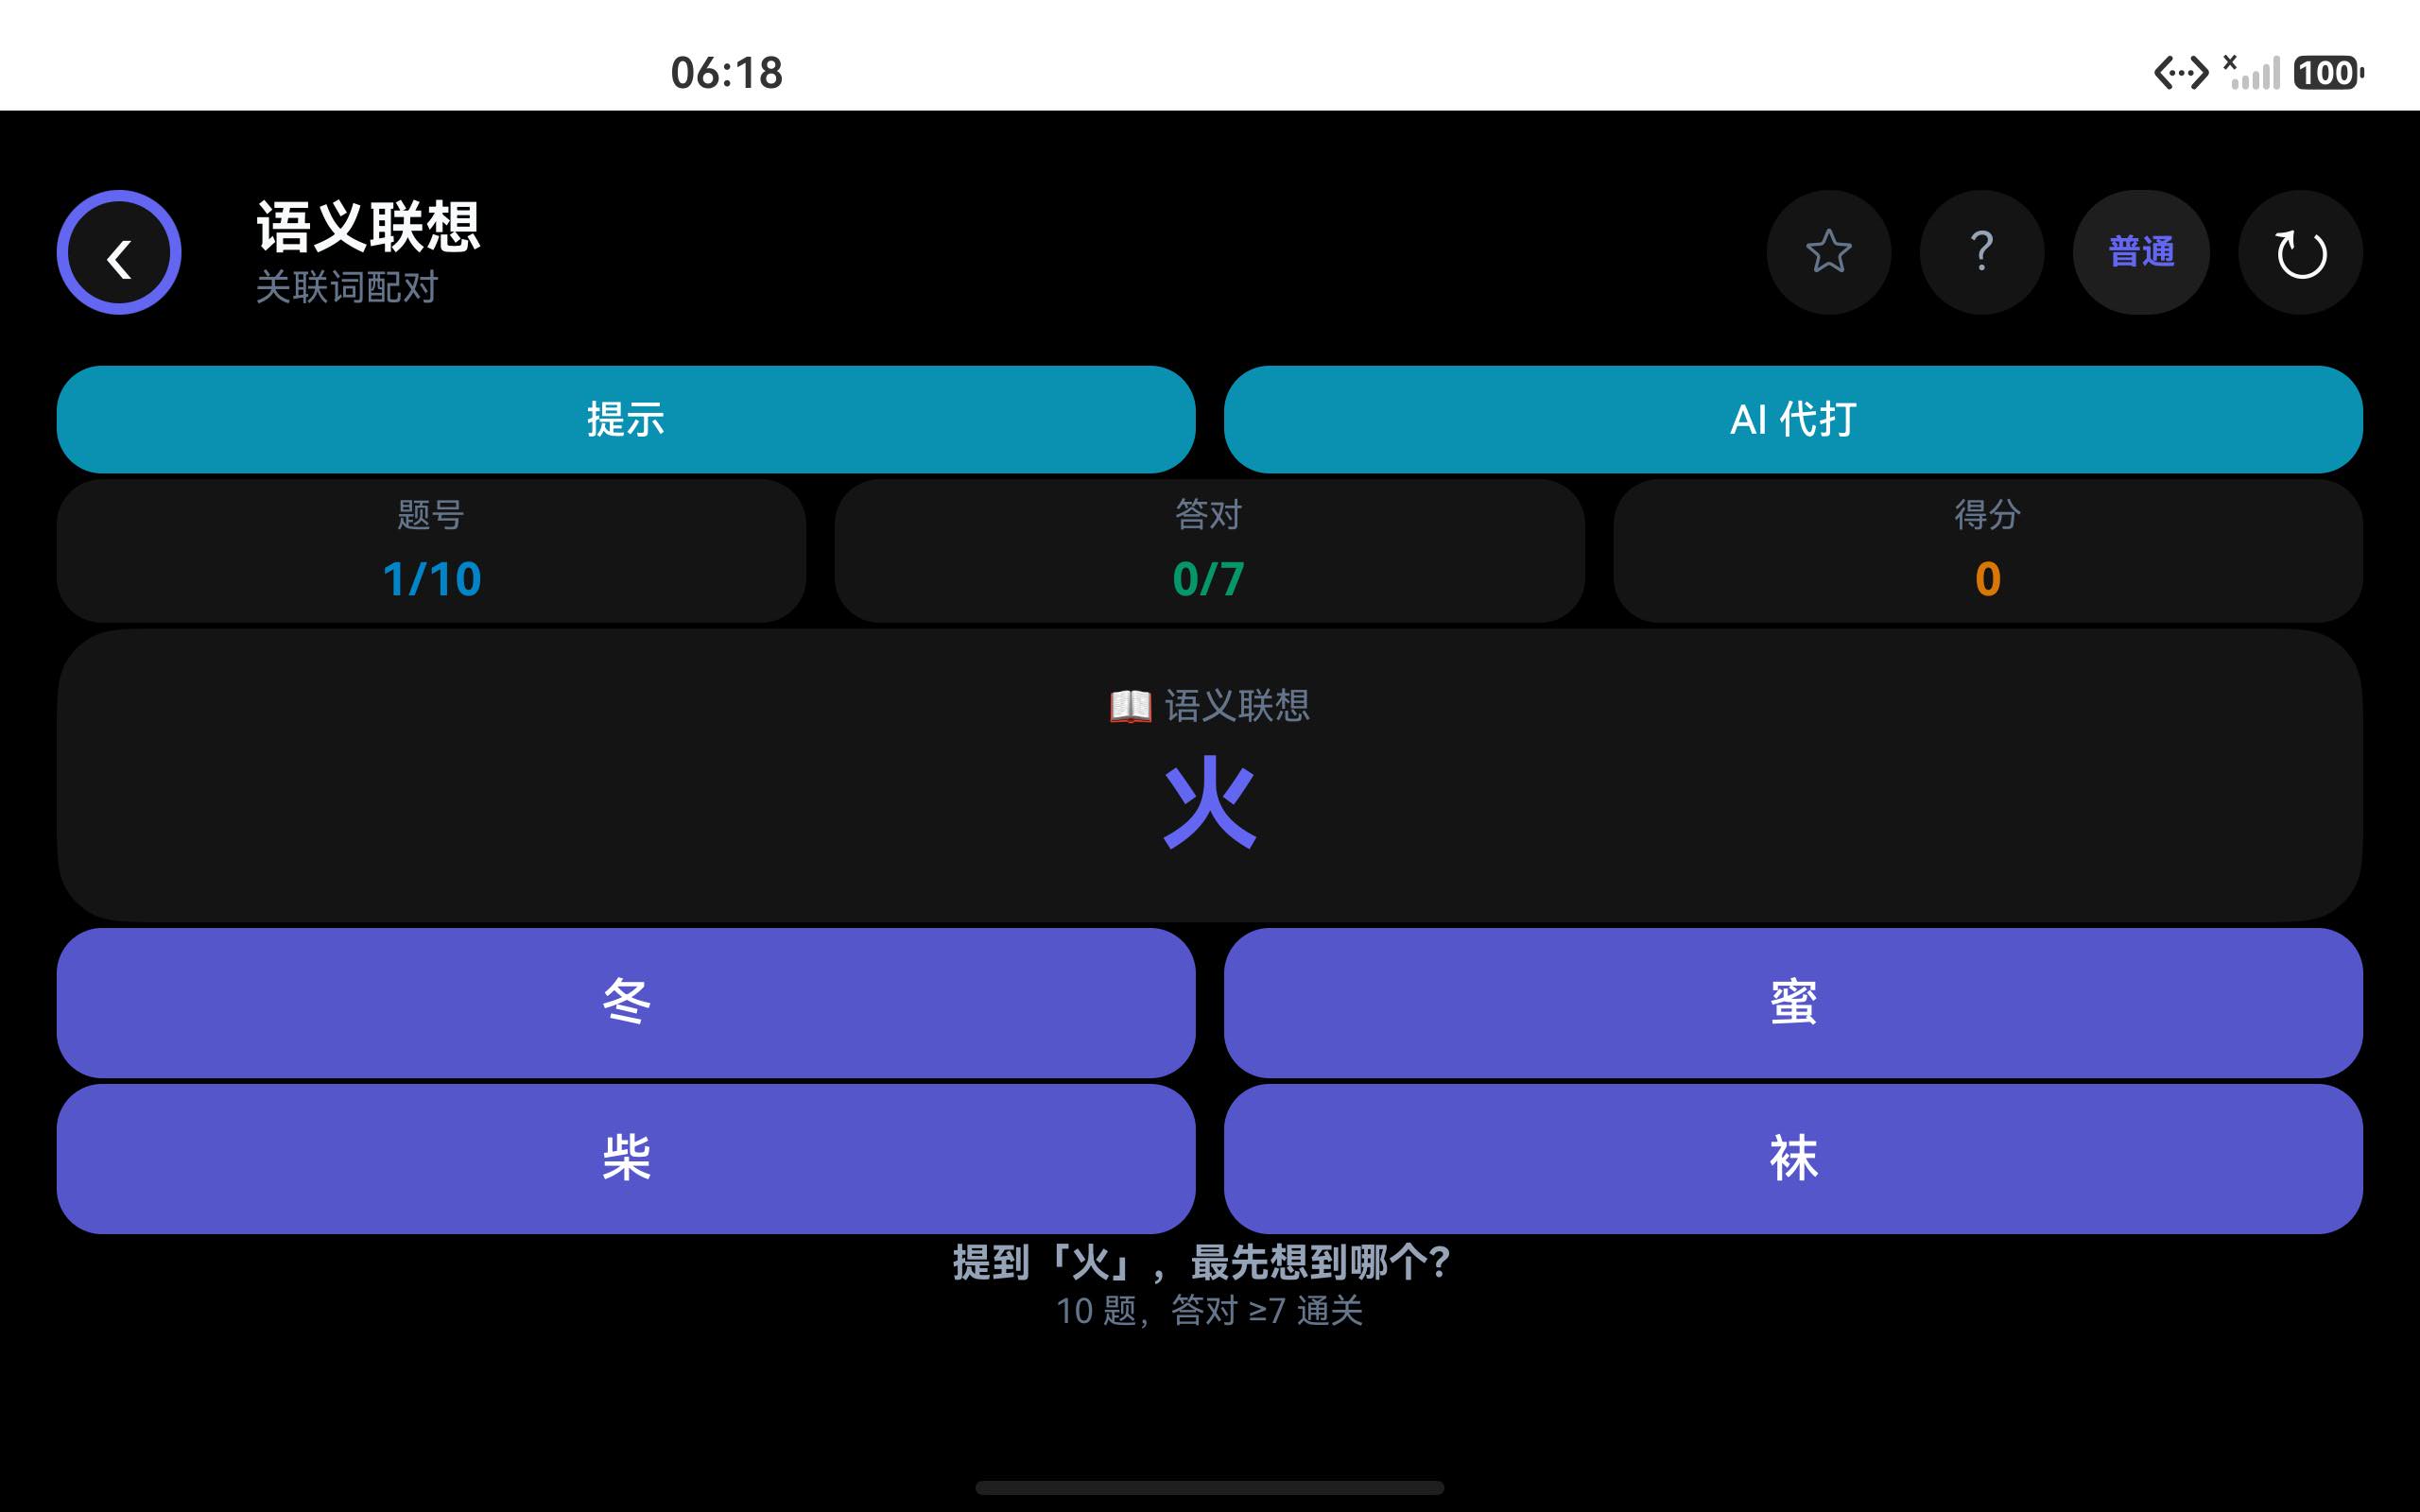 06:18
100
语义联想
关联词配对
?
普通
提示
AI 代打
题号
答对
得分
1/10
0/7
0
语义联想
火
冬
蜜
柴
袜
提到「火」，最先想到哪个？
10 题，答对 ≥7 通关